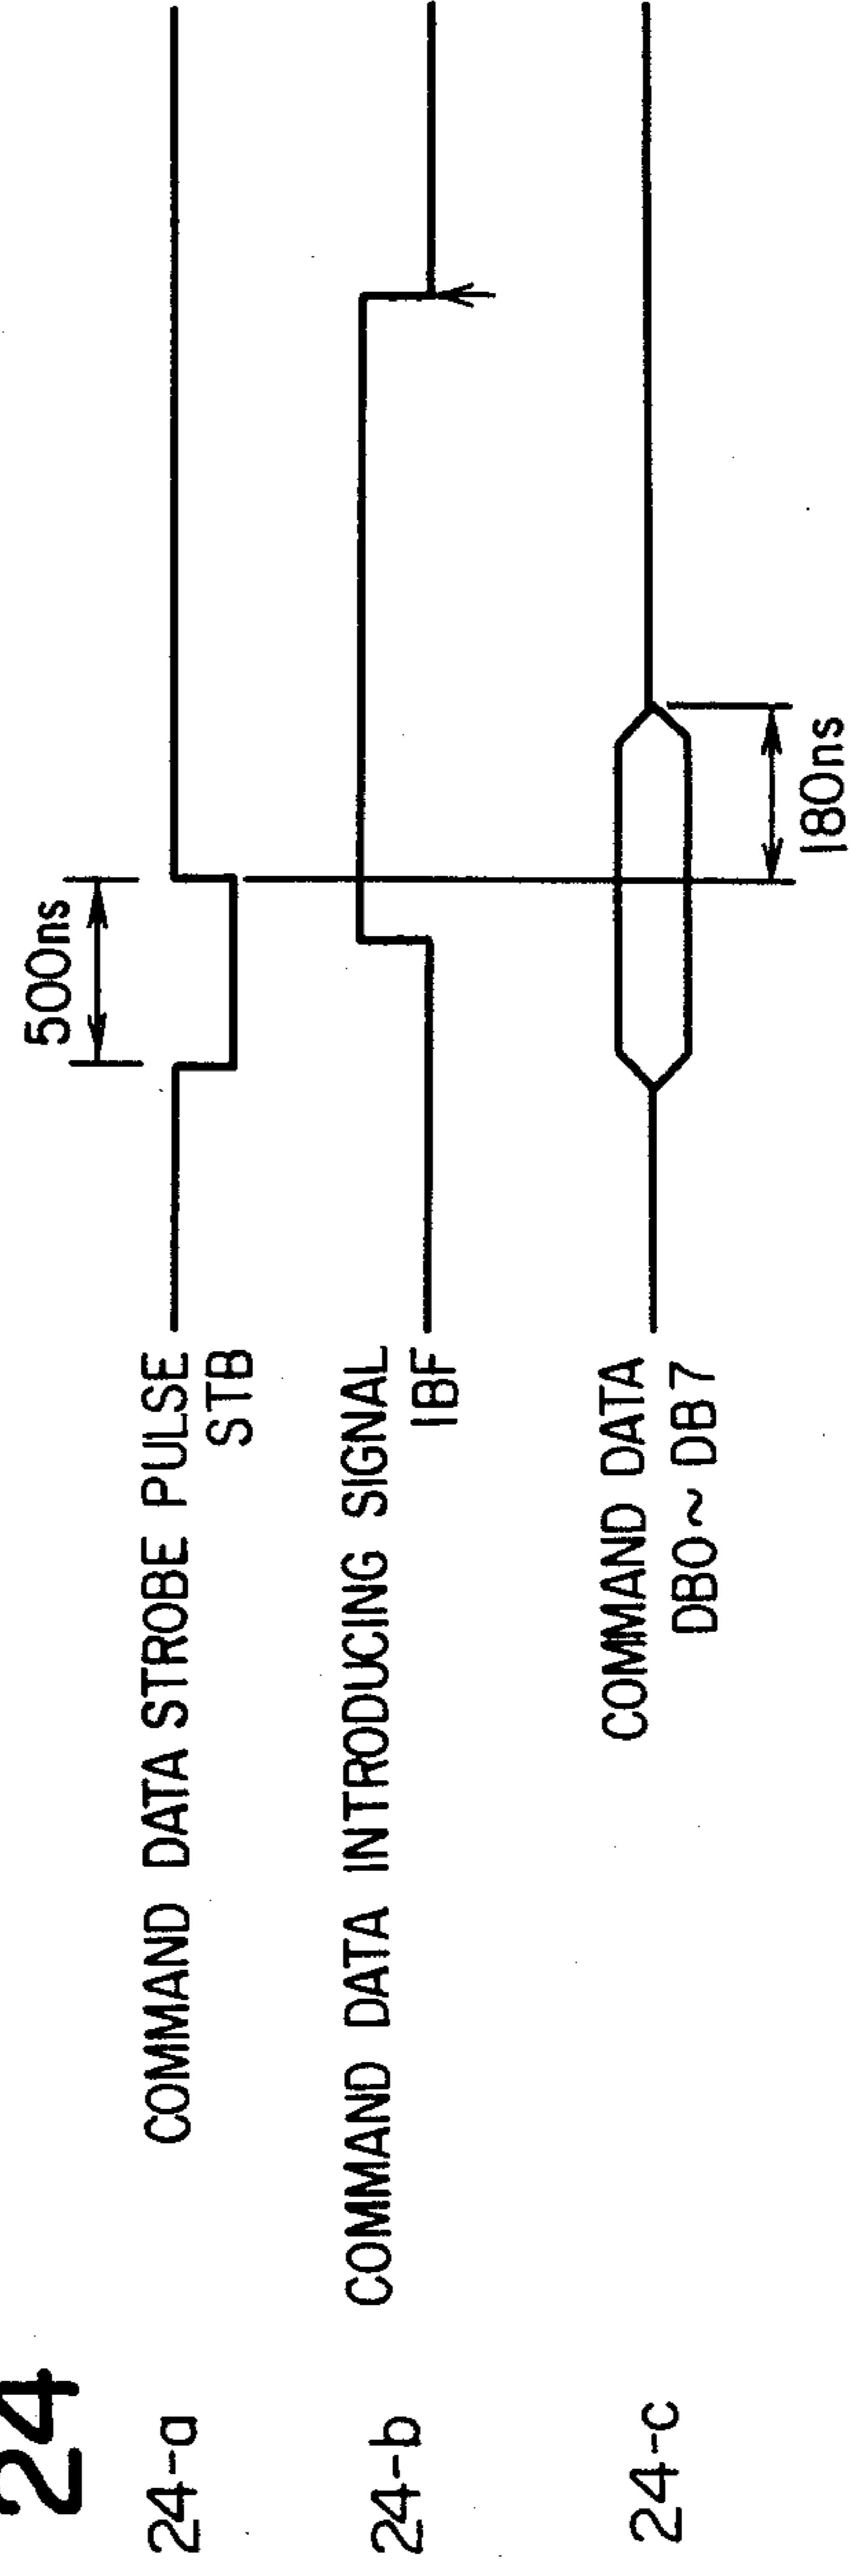 24
24-a
COMMAND DATA STROBE PULSE
STB
500ns
24-b
COMMAND DATA INTRODUCING SIGNAL
IBF
24-c
COMMAND DATA
DB0~DB7
180ns